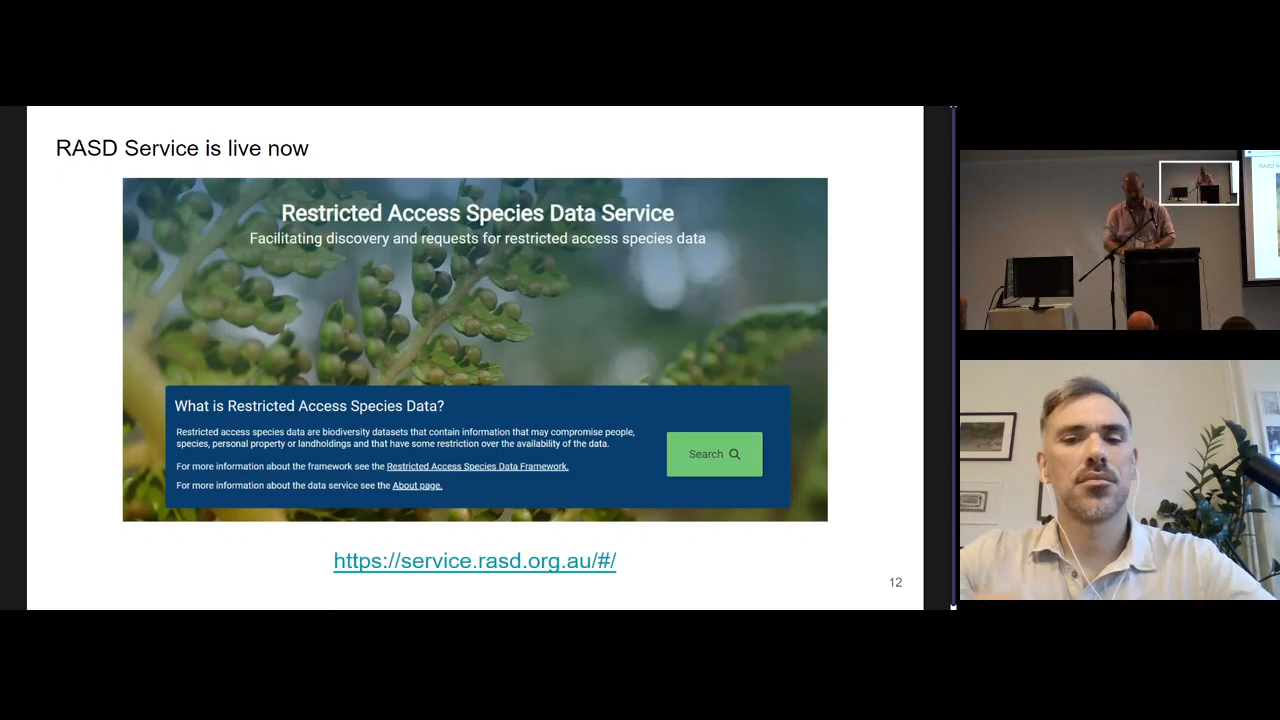 RASD Service is live now
Restricted Access Species Data Service
Facilitating discovery and requests for restricted access species data
What is Restricted Access Species Data?
Restricted access species data are biodiversity datasets that contain information that may compromise people,
species, personal property or landholdings and that have some restriction over the availability of the data.
For more information about the framework see the Restricted Access Species Data Framework.
For more information about the data service see the About page.
Search
https://service.rasd.org.au/#/
12